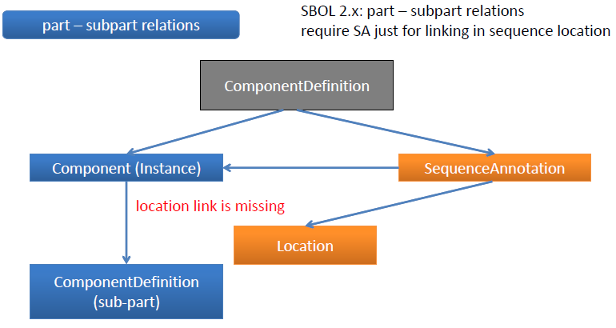 part – subpart relations
SBOL 2.x: part – subpart relations
require SA just for linking in sequence location
ComponentDefinition
Component (Instance)
SequenceAnnotation
location link is missing
Location
ComponentDefinition
(sub-part)